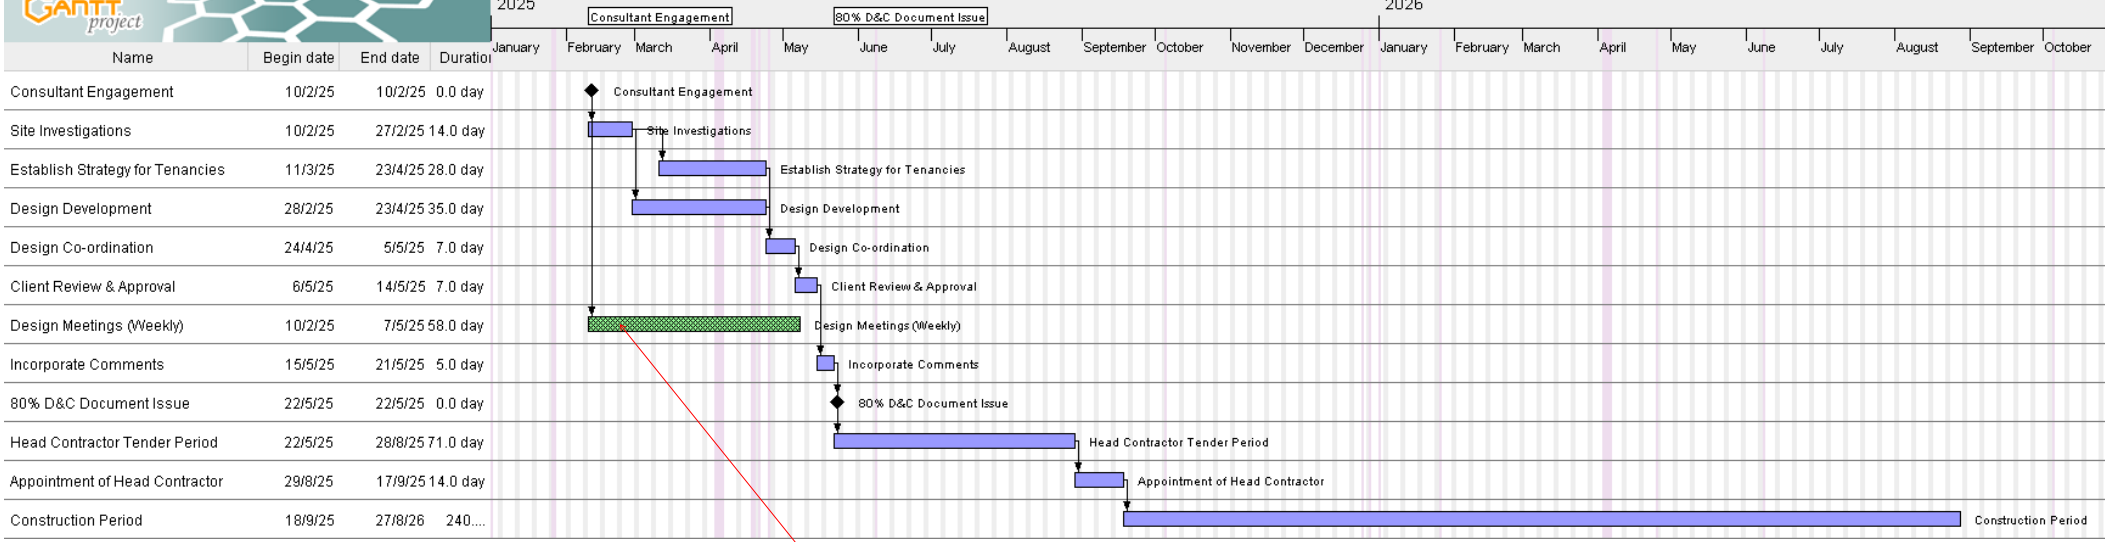 GANTT
project
2025 2026
Consultant Engagement 80% D&C Document Issue
January February March April May June July August September October November December January February March April May June July August September October
Name Begin date End date Duration
Consultant Engagement 10/2/25 10/2/25 0.0 day Consultant Engagement
Site Investigations 10/2/25 27/2/25 14.0 day Site Investigations
Establish Strategy for Tenancies 11/3/25 23/4/25 28.0 day Establish Strategy for Tenancies
Design Development 28/2/25 23/4/25 35.0 day Design Development
Design Co-ordination 24/4/25 5/5/25 7.0 day Design Co-ordination
Client Review & Approval 6/5/25 14/5/25 7.0 day Client Review & Approval
Design Meetings (Weekly) 10/2/25 7/5/25 58.0 day Design Meetings (Weekly)
Incorporate Comments 15/5/25 21/5/25 5.0 day Incorporate Comments
80% D&C Document Issue 22/5/25 22/5/25 0.0 day 80% D&C Document Issue
Head Contractor Tender Period 22/5/25 28/8/25 71.0 day Head Contractor Tender Period
Appointment of Head Contractor 29/8/25 17/9/25 14.0 day Appointment of Head Contractor
Construction Period 18/9/25 27/8/26 240.... Construction Period